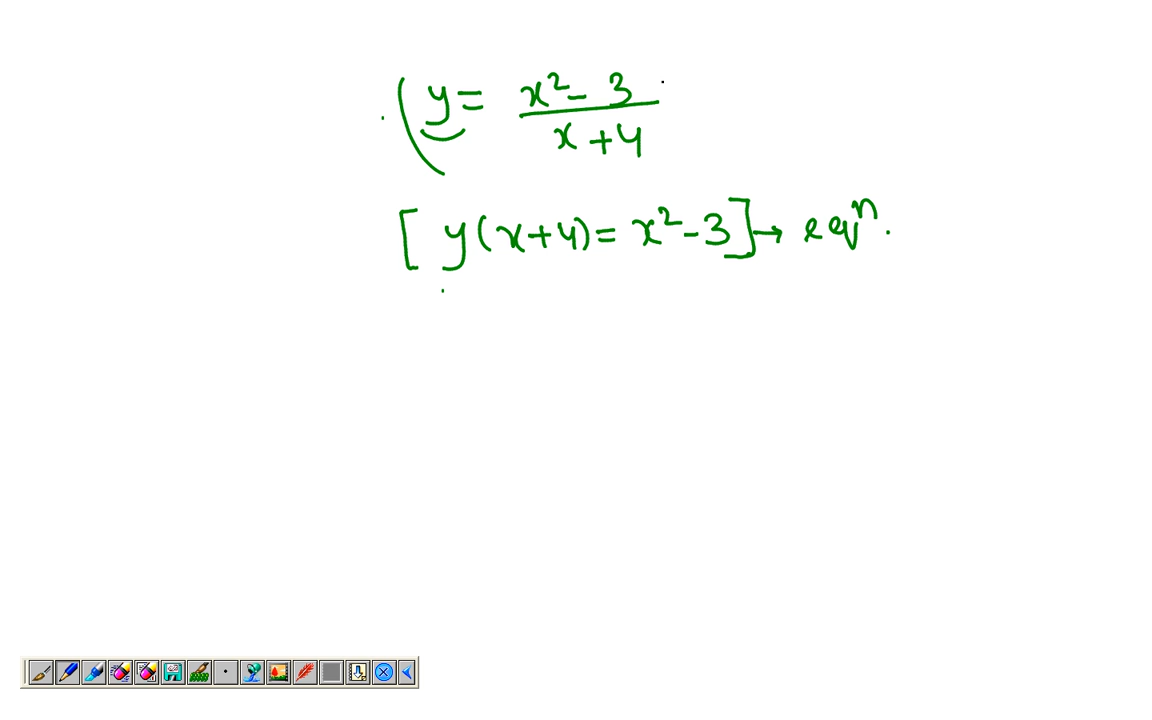 y = x² - 3 / x + 4
[ y(x+4) = x² - 3 ] → eqⁿ.